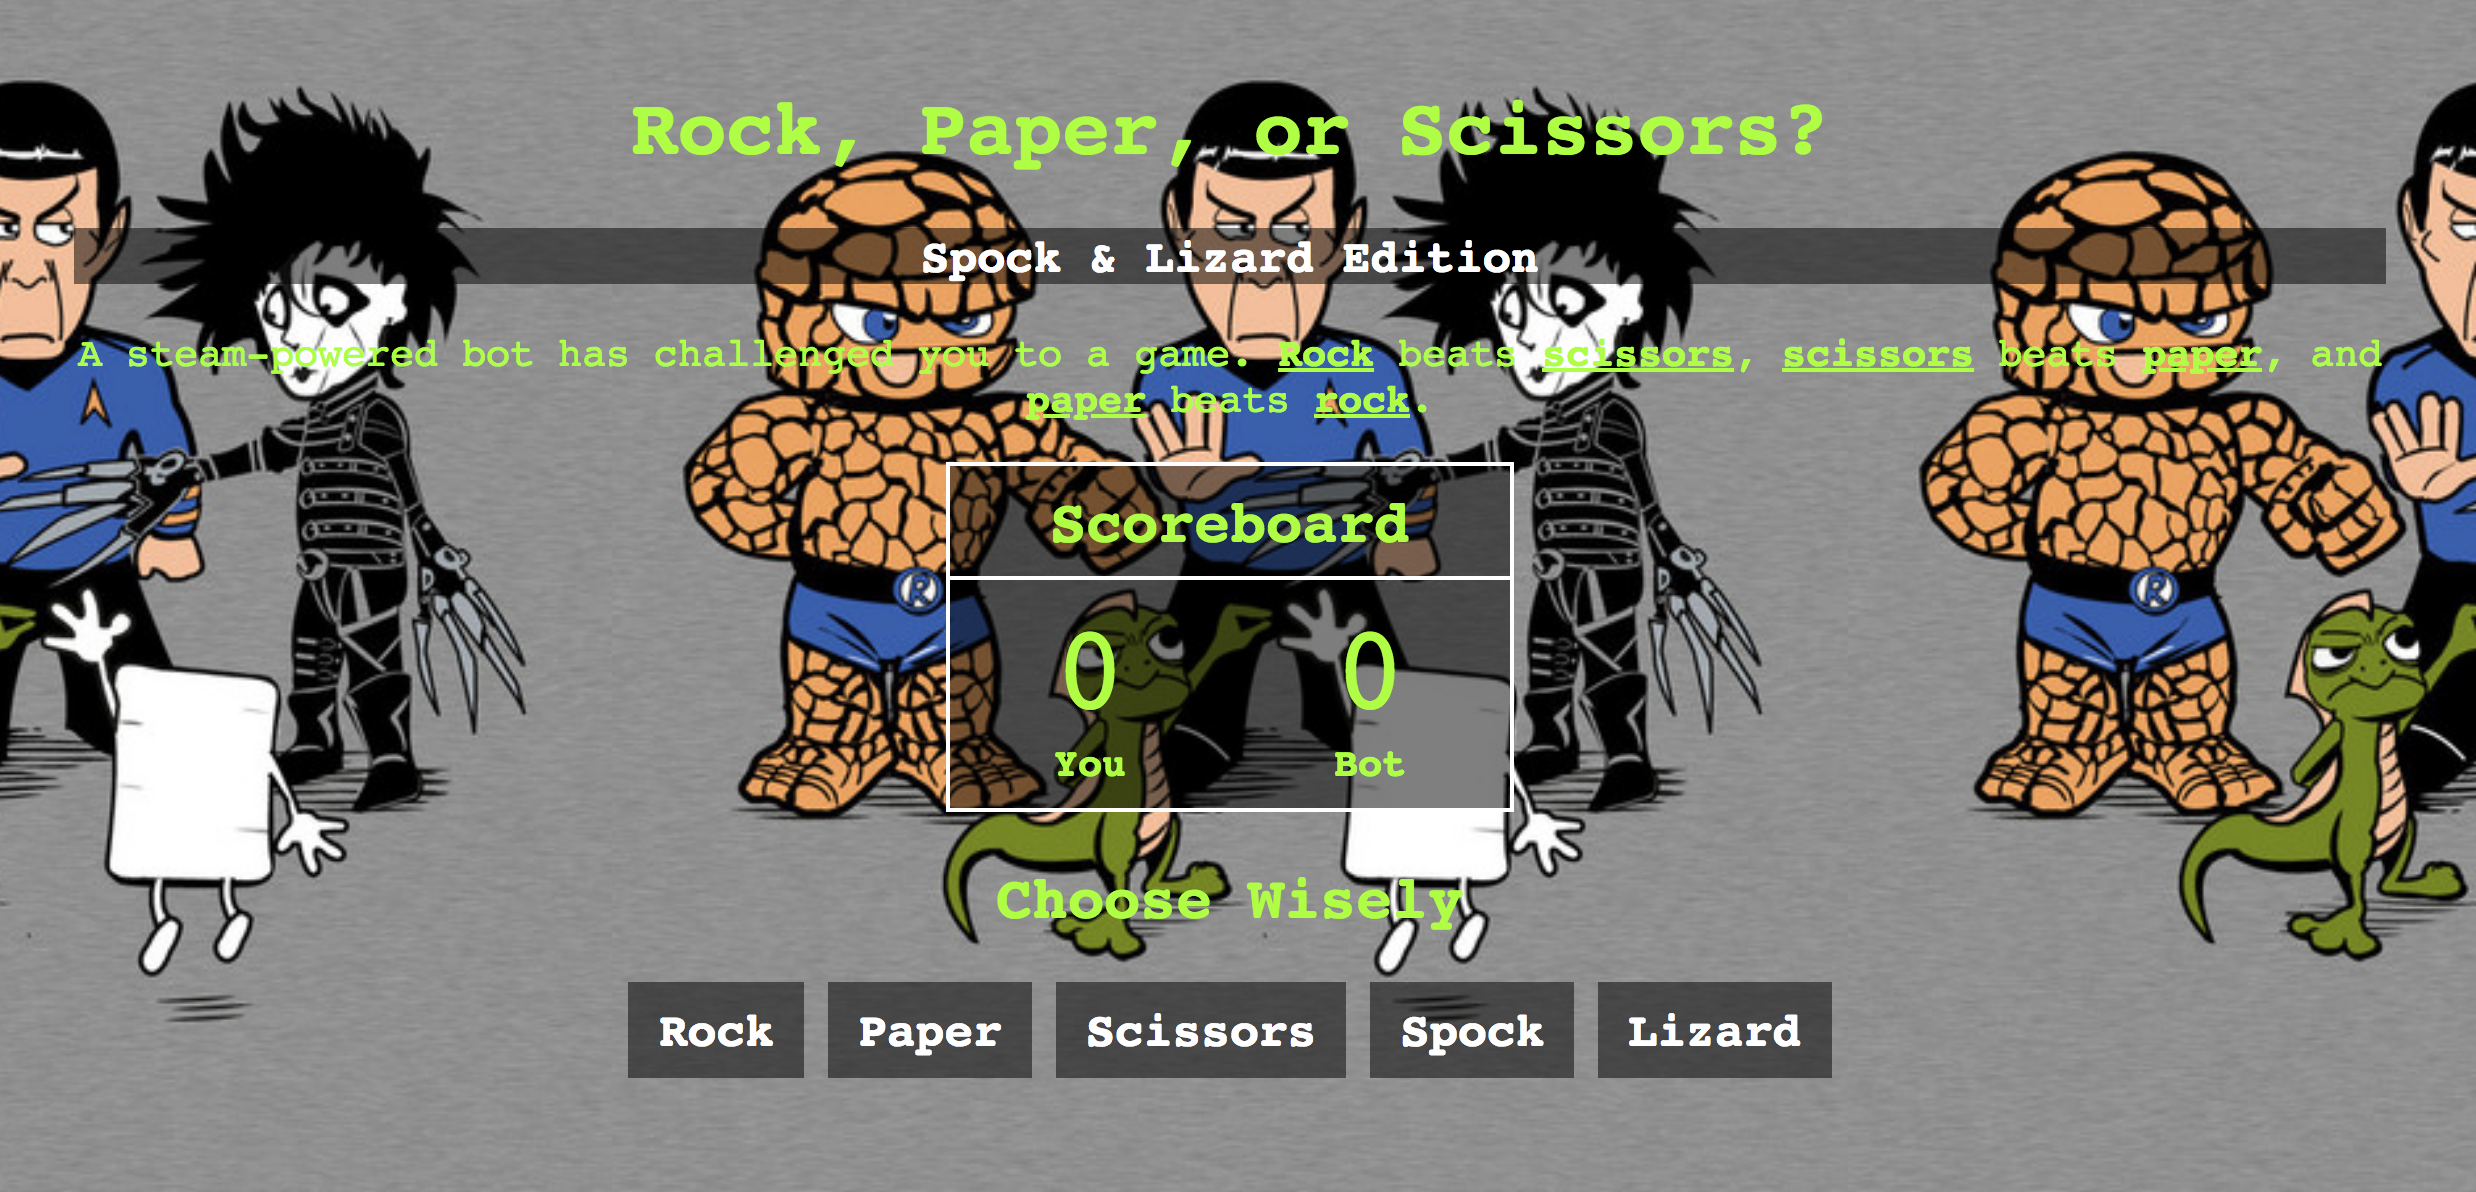 Rock, Paper, or Scissors?
Spock & Lizard Edition
A steam-powered bot has challenged you to a game. Rock beats scissors, scissors beats paper, and
paper beats rock.
Scoreboard
0 0
You Bot
Choose Wisely
Rock Paper Scissors Spock Lizard